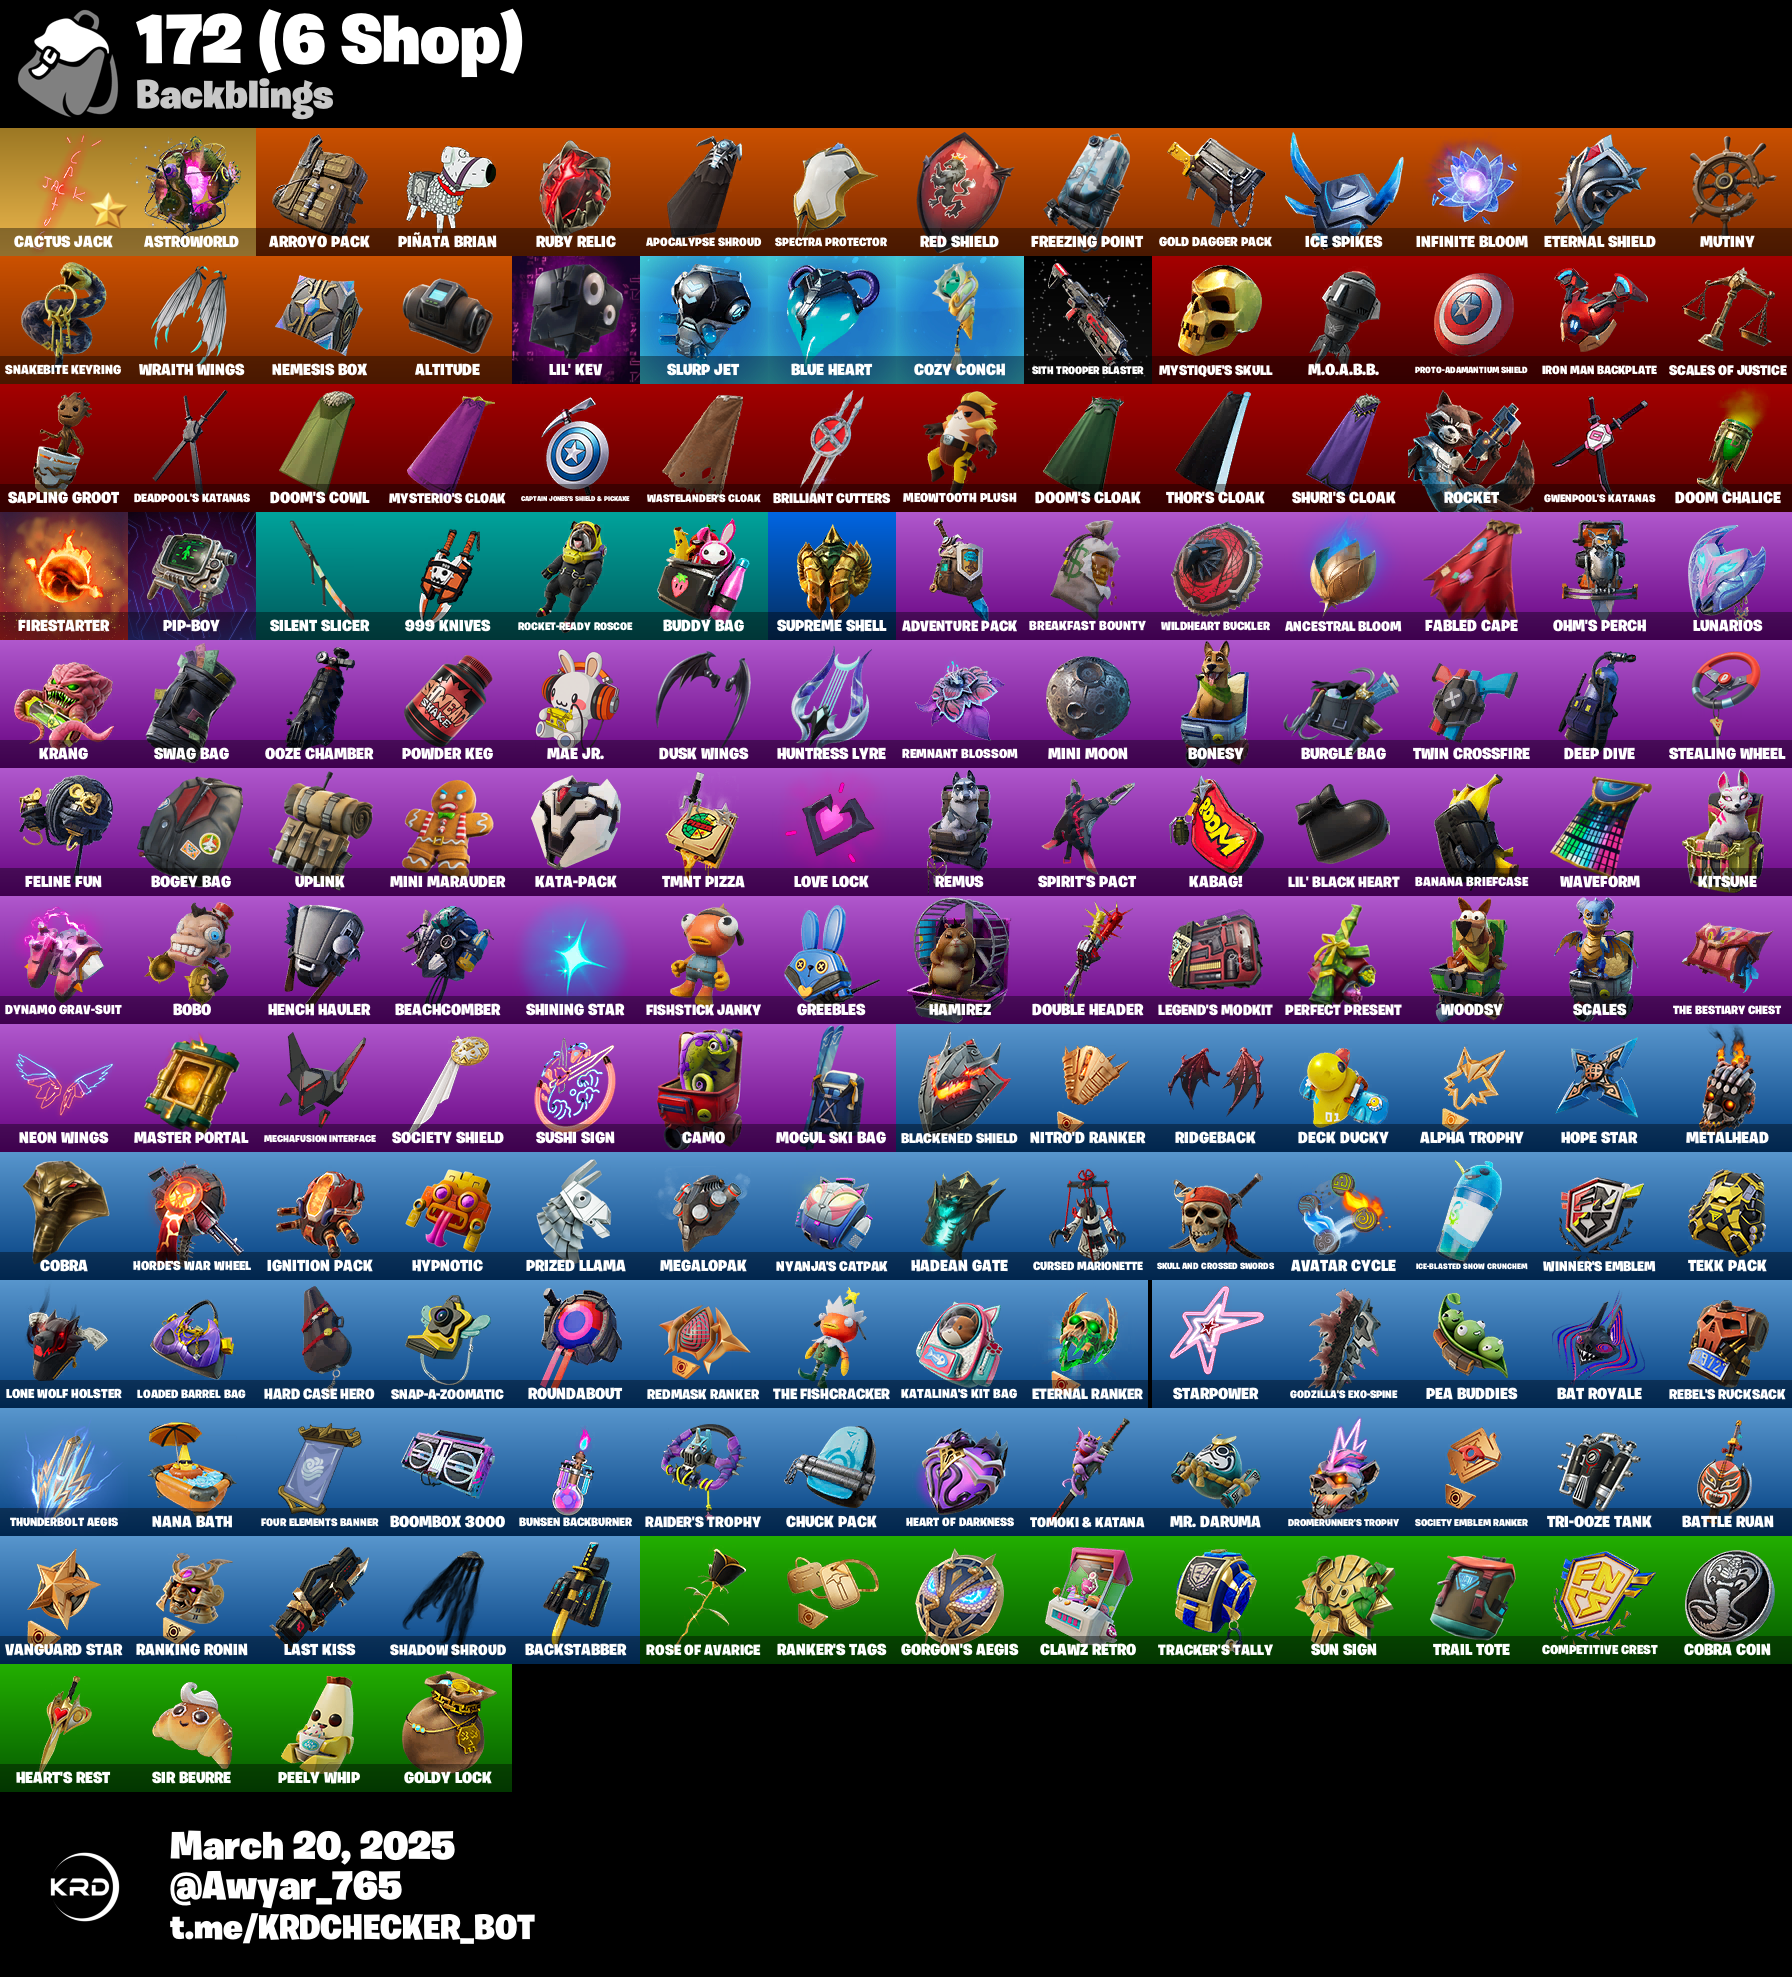 172 (6 Shop)
Backblings
CACTUS JACK ASTROWORLD ARROYO PACK PIÑATA BRIAN RUBY RELIC APOCALYPSE SHROUD SPECTRA PROTECTOR RED SHIELD FREEZING POINT GOLD DAGGER PACK ICE SPIKES INFINITE BLOOM ETERNAL SHIELD MUTINY
SNAKEBITE KEYRING WRAITH WINGS NEMESIS BOX ALTITUDE LIL' KEV SLURP JET BLUE HEART COZY CONCH SITH TROOPER BLASTER MYSTIQUE'S SKULL M.O.A.B.B. PROTO-ADAMANTIUM SHIELD IRON MAN BACKPLATE SCALES OF JUSTICE
SAPLING GROOT DEADPOOL'S KATANAS DOOM'S COWL MYSTERIO'S CLOAK CAPTAIN JONES'S SHIELD & PICKAXE WASTELANDER'S CLOAK BRILLIANT CUTTERS MEOWTOOTH PLUSH DOOM'S CLOAK THOR'S CLOAK SHURI'S CLOAK ROCKET GWENPOOL'S KATANAS DOOM CHALICE
FIRESTARTER PIP-BOY SILENT SLICER 999 KNIVES ROCKET-READY ROSCOE BUDDY BAG SUPREME SHELL ADVENTURE PACK BREAKFAST BOUNTY WILDHEART BUCKLER ANCESTRAL BLOOM FABLED CAPE OHM'S PERCH LUNARIOS
KRANG SWAG BAG OOZE CHAMBER POWDER KEG MAE JR. DUSK WINGS HUNTRESS LYRE REMNANT BLOSSOM MINI MOON BONESY BURGLE BAG TWIN CROSSFIRE DEEP DIVE STEALING WHEEL
FELINE FUN BOGEY BAG UPLINK MINI MARAUDER KATA-PACK TMNT PIZZA LOVE LOCK REMUS SPIRIT'S PACT KABAG! LIL' BLACK HEART BANANA BRIEFCASE WAVEFORM KITSUNE
DYNAMO GRAV-SUIT BOBO HENCH HAULER BEACHCOMBER SHINING STAR FISHSTICK JANKY GREEBLES HAMIREZ DOUBLE HEADER LEGEND'S MODKIT PERFECT PRESENT WOODSY SCALES THE BESTIARY CHEST
NEON WINGS MASTER PORTAL MECHAFUSION INTERFACE SOCIETY SHIELD SUSHI SIGN CAMO MOGUL SKI BAG BLACKENED SHIELD NITRO'D RANKER RIDGEBACK DECK DUCKY ALPHA TROPHY HOPE STAR METALHEAD
COBRA HORDE'S WAR WHEEL IGNITION PACK HYPNOTIC PRIZED LLAMA MEGALOPAK NYANJA'S CATPAK HADEAN GATE CURSED MARIONETTE SKULL AND CROSSED SWORDS AVATAR CYCLE ICE-BLASTED SNOW CRUNCHEM WINNER'S EMBLEM TEKK PACK
LONE WOLF HOLSTER LOADED BARREL BAG HARD CASE HERO SNAP-A-ZOOMATIC ROUNDABOUT REDMASK RANKER THE FISHCRACKER KATALINA'S KIT BAG ETERNAL RANKER STARPOWER GODZILLA'S EXO-SPINE PEA BUDDIES BAT ROYALE REBEL'S RUCKSACK
THUNDERBOLT AEGIS NANA BATH FOUR ELEMENTS BANNER BOOMBOX 3000 BUNSEN BACKBURNER RAIDER'S TROPHY CHUCK PACK HEART OF DARKNESS TOMOKI & KATANA MR. DARUMA DROMERUNNER'S TROPHY SOCIETY EMBLEM RANKER TRI-OOZE TANK BATTLE RUAN
VANGUARD STAR RANKING RONIN LAST KISS SHADOW SHROUD BACKSTABBER ROSE OF AVARICE RANKER'S TAGS GORGON'S AEGIS CLAWZ RETRO TRACKER'S TALLY SUN SIGN TRAIL TOTE COMPETITIVE CREST COBRA COIN
HEART'S REST SIR BEURRE PEELY WHIP GOLDY LOCK
KRD
March 20, 2025
@Awyar_765
t.me/KRDCHECKER_BOT